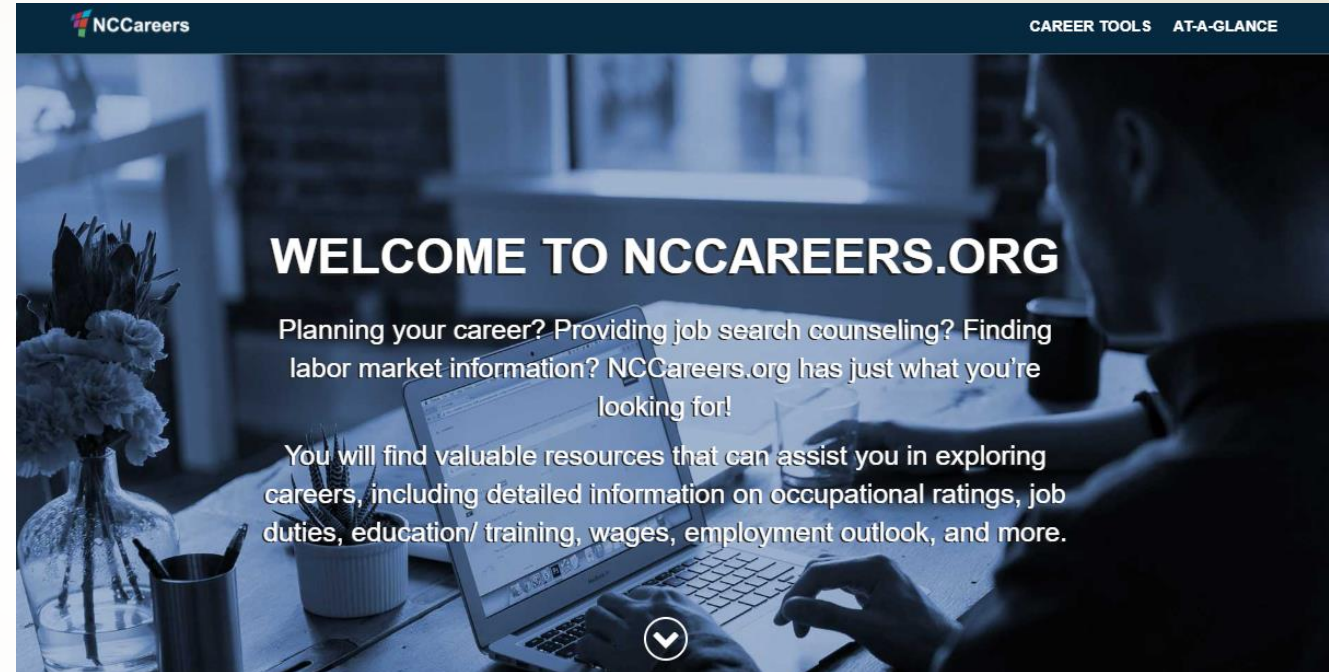 NCCareers
CAREER TOOLS AT-A-GLANCE
WELCOME TO NCCAREERS.ORG
Planning your career? Providing job search counseling? Finding
labor market information? NCCareers.org has just what you’re
looking for!
You will find valuable resources that can assist you in exploring
careers, including detailed information on occupational ratings, job
duties, education/ training, wages, employment outlook, and more.